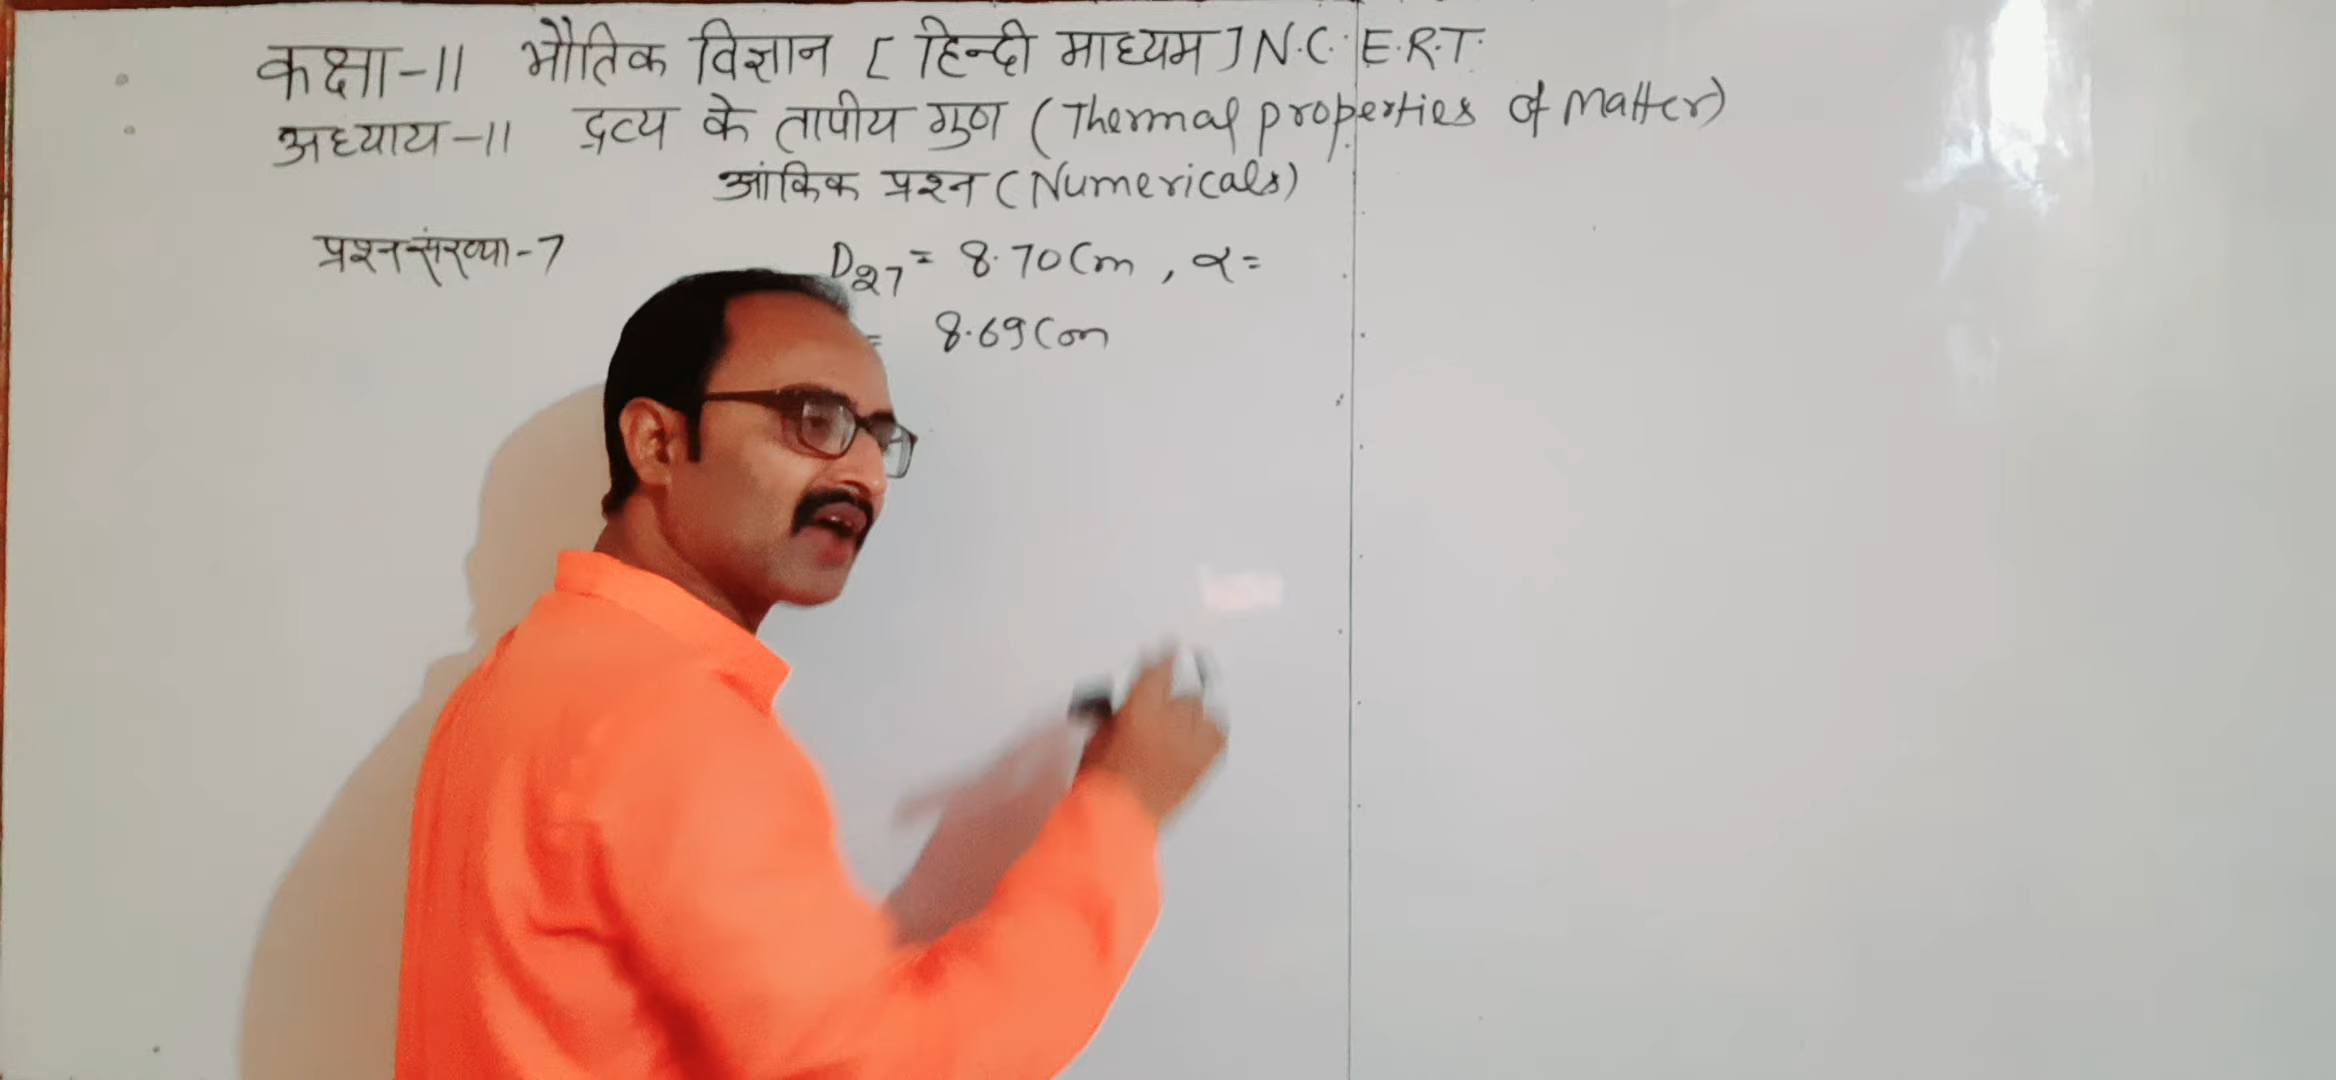 कक्षा-11 भौतिक विज्ञान [हिन्दी माध्यम] N.C.E.R.T.
अध्याय-11 द्रव्य के तापीय गुण (Thermal properties of Matter)
आंकिक प्रश्न (Numericals)
प्रश्न संख्या-7 D27 = 8.70 Cm, α =
= 8.69 Cm